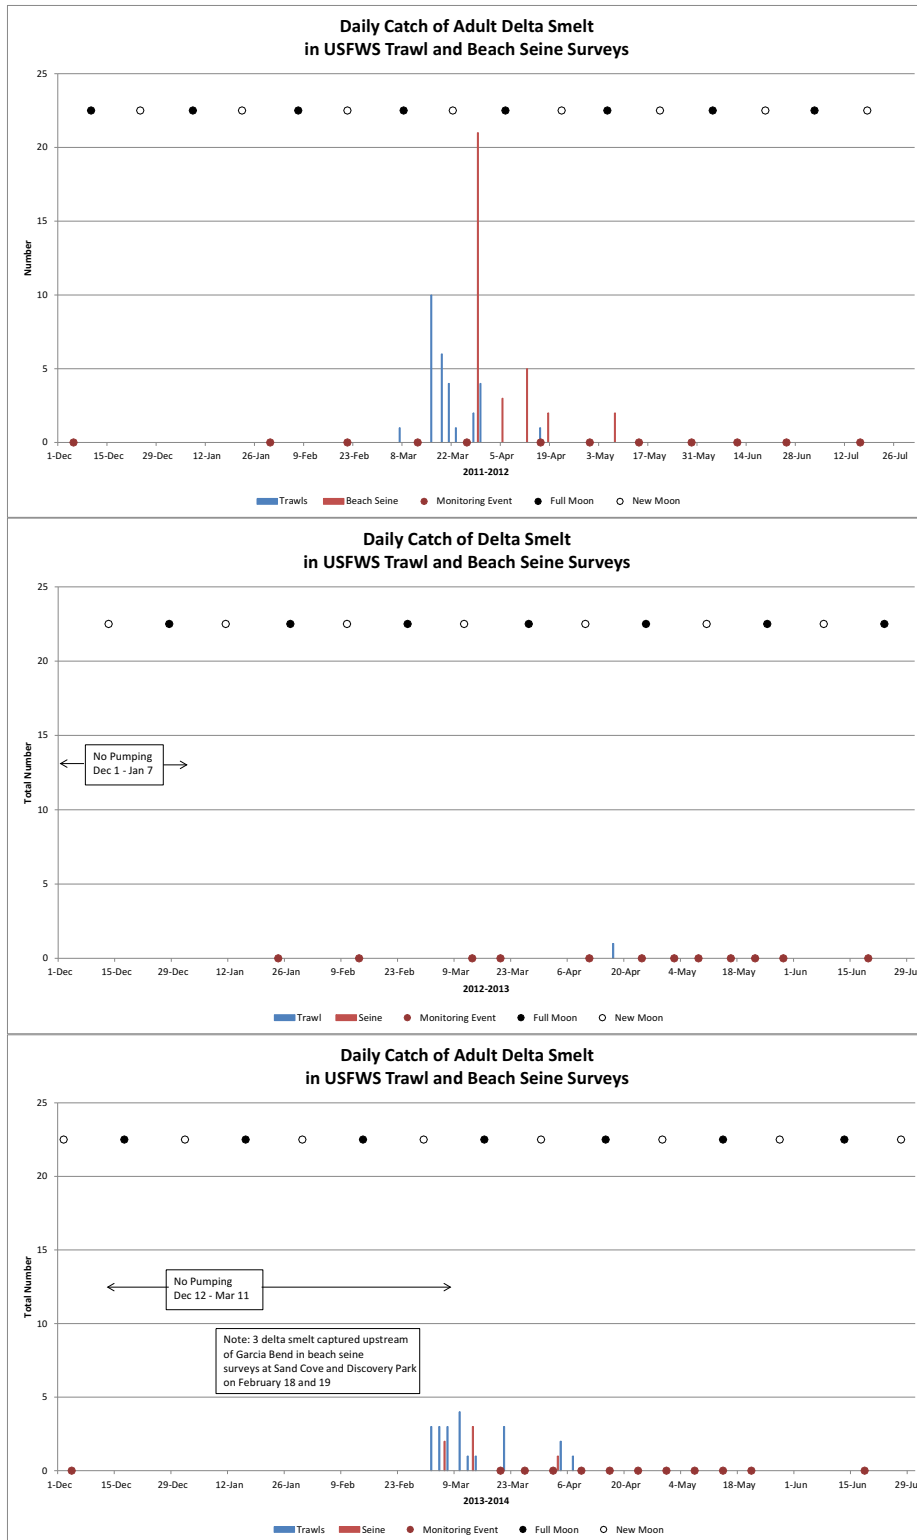 Daily Catch of Adult Delta Smelt
in USFWS Trawl and Beach Seine Surveys
25
20
15
10
5
0
Number
1-Dec 15-Dec 29-Dec 12-Jan 26-Jan 9-Feb 23-Feb 8-Mar 22-Mar 5-Apr 19-Apr 3-May 17-May 31-May 14-Jun 28-Jun 12-Jul 26-Jul
2011-2012
Trawls Beach Seine Monitoring Event Full Moon New Moon
Daily Catch of Delta Smelt
in USFWS Trawl and Beach Seine Surveys
25
20
15
10
5
0
Total Number
No Pumping
Dec 1 - Jan 7
1-Dec 15-Dec 29-Dec 12-Jan 26-Jan 9-Feb 23-Feb 9-Mar 23-Mar 6-Apr 20-Apr 4-May 18-May 1-Jun 15-Jun 29-Ju
2012-2013
Trawl Seine Monitoring Event Full Moon New Moon
Daily Catch of Adult Delta Smelt
in USFWS Trawl and Beach Seine Surveys
25
20
15
10
5
0
Total Number
No Pumping
Dec 12 - Mar 11
Note: 3 delta smelt captured upstream
of Garcia Bend in beach seine
surveys at Sand Cove and Discovery Park
on February 18 and 19
1-Dec 15-Dec 29-Dec 12-Jan 26-Jan 9-Feb 23-Feb 9-Mar 23-Mar 6-Apr 20-Apr 4-May 18-May 1-Jun 15-Jun 29-Ju
2013-2014
Trawls Seine Monitoring Event Full Moon New Moon